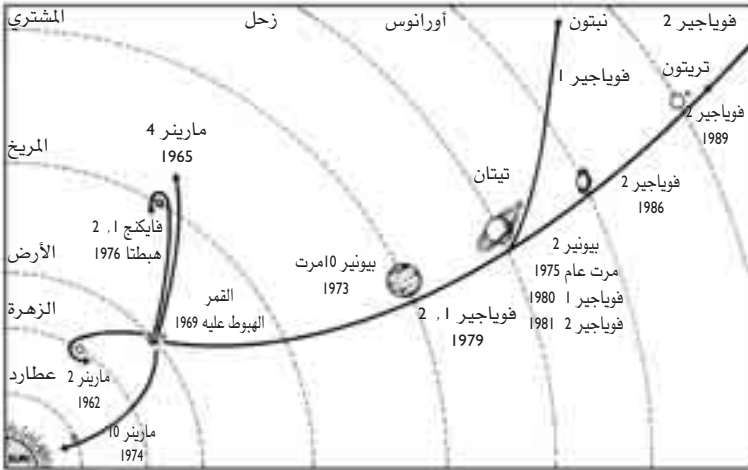 المشتري
زحل
أورانوس
نبتون
فوياجير 2
فوياجير 1
تريتون
فوياجير 2
1989
مارينر 4
1965
المريخ
تيتان
فوياجير 2
1986
فايكنج 1, 2
هبطتا 1976
الأرض
بيونير 10مرت
1973
بيونير 2
مرت عام 1975
فوياجير 1 1980
فوياجير 2 1981
القمر
الهبوط عليه 1969
الزهرة
فوياجير 1, 2
1979
عطارد
مارينر 2
1962
مارينر 10
1974
SUN